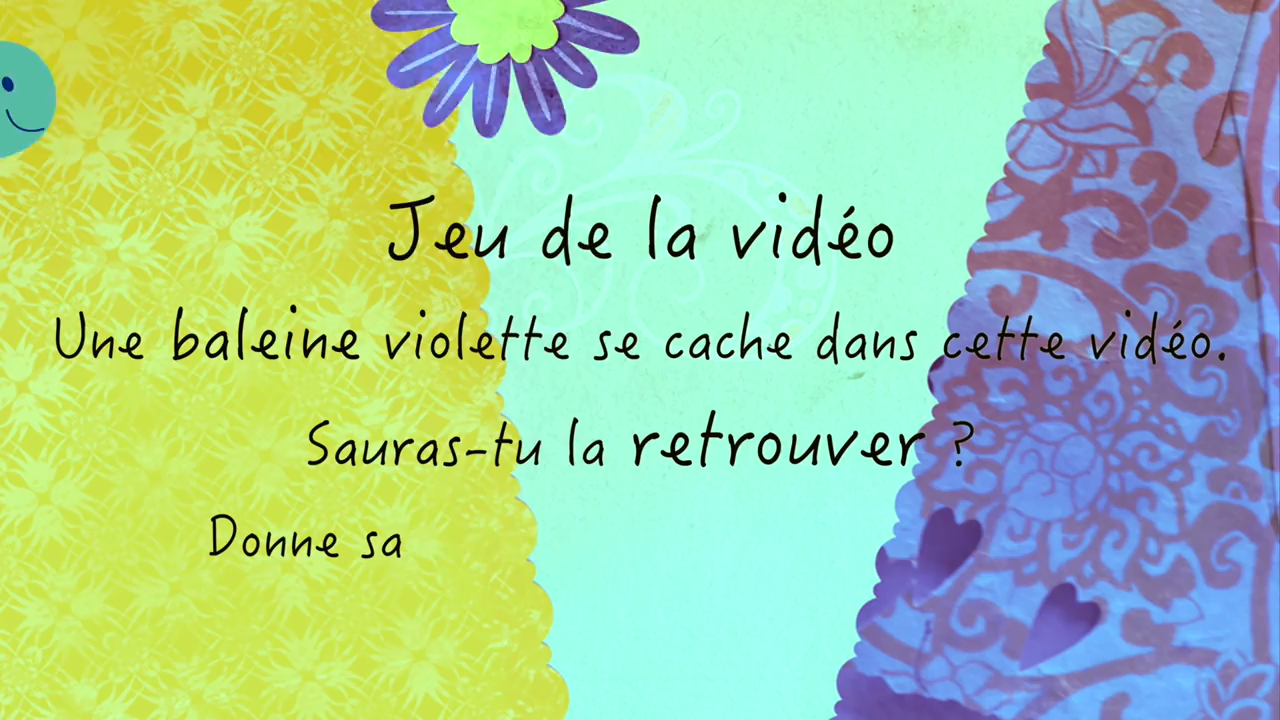 Jeu de la vidéo
Une baleine violette se cache dans cette vidéo.
Sauras-tu la retrouver ?
Donne sa